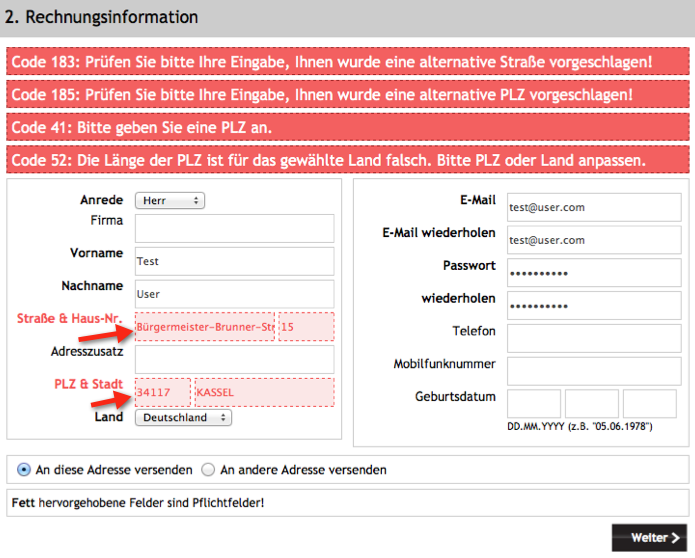 2. Rechnungsinformation
Code 183: Prüfen Sie bitte Ihre Eingabe, Ihnen wurde eine alternative Straße vorgeschlagen!
Code 185: Prüfen Sie bitte Ihre Eingabe, Ihnen wurde eine alternative PLZ vorgeschlagen!
Code 41: Bitte geben Sie eine PLZ an.
Code 52: Die Länge der PLZ ist für das gewählte Land falsch. Bitte PLZ oder Land anpassen.
Anrede Herr
Firma
Vorname Test
Nachname User
Straße & Haus-Nr. Bürgermeister-Brunner-Str 15
Adresszusatz
PLZ & Stadt 34117 KASSEL
Land Deutschland
E-Mail test@user.com
E-Mail wiederholen test@user.com
Passwort ••••••••••
wiederholen ••••••••••
Telefon
Mobilfunknummer
Geburtsdatum
DD.MM.YYYY (z.B. "05.06.1978")
An diese Adresse versenden An andere Adresse versenden
Fett hervorgehobene Felder sind Pflichtfelder!
Weiter